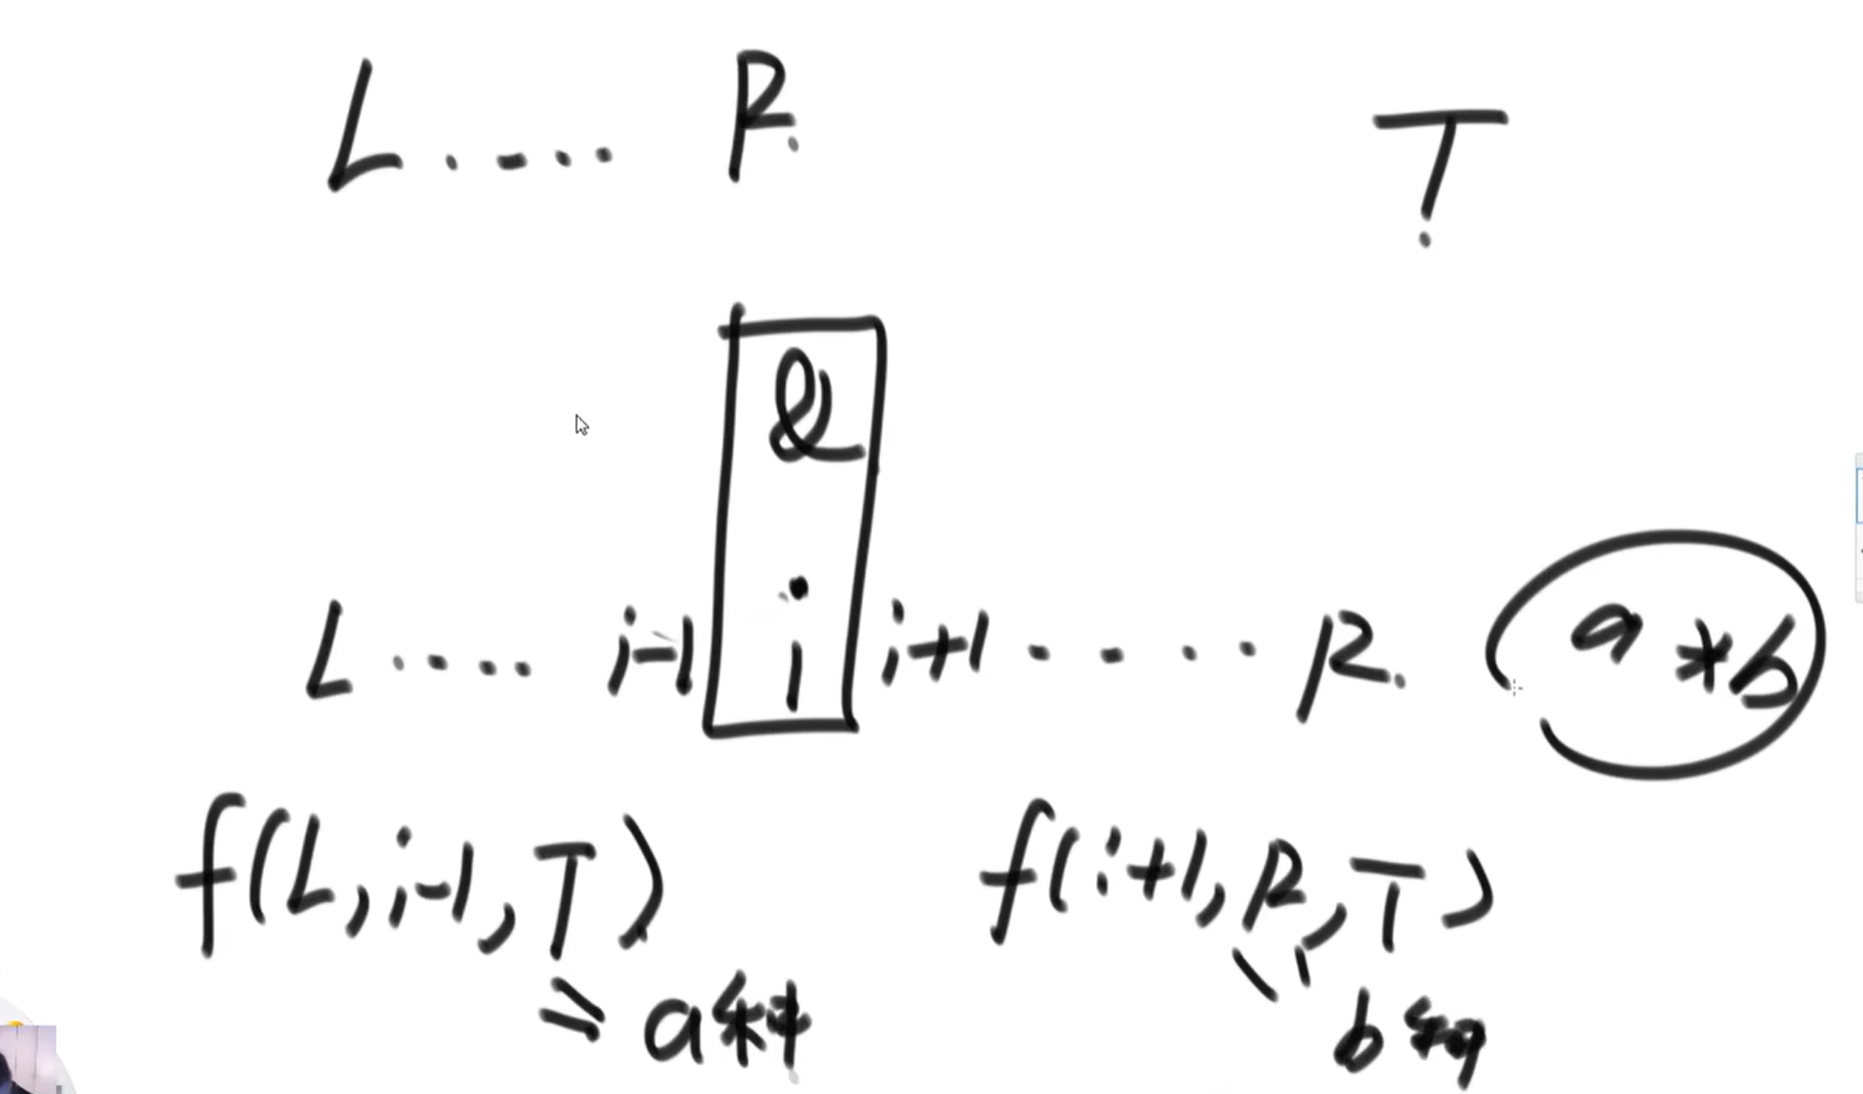 L .... R.
T
&
L .... i-1 i i+1 .... R. a * b
f(L, i-1, T) f(i+1, R, T)
a种 b种